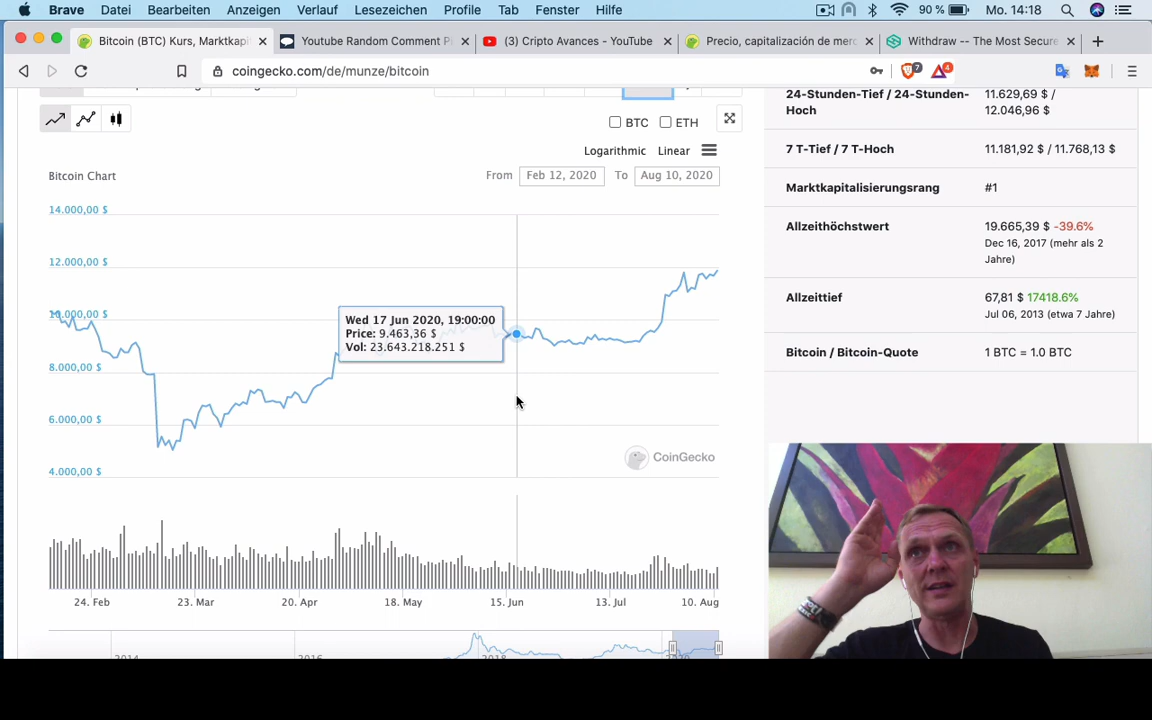 Brave Datei Bearbeiten Anzeigen Verlauf Lesezeichen Profile Tab Fenster Hilfe 90 % Mo. 14:18
Bitcoin (BTC) Kurs, Marktkapi Youtube Random Comment Pi (3) Cripto Avances - YouTube Precio, capitalización de merc Withdraw -- The Most Secure
coingecko.com/de/munze/bitcoin 7 4
BTC ETH
Logarithmic Linear
Bitcoin Chart From Feb 12, 2020 To Aug 10, 2020
14.000,00 $
12.000,00 $
10.000,00 $
8.000,00 $
6.000,00 $
4.000,00 $
Wed 17 Jun 2020, 19:00:00
Price: 9.463,36 $
Vol: 23.643.218.251 $
CoinGecko
24. Feb 23. Mar 20. Apr 18. May 15. Jun 13. Jul 10. Aug
2014 2016 2018 2020
24-Stunden-Tief / 24-Stunden-
Hoch
11.629,69 $ /
12.046,96 $
7 T-Tief / 7 T-Hoch 11.181,92 $ / 11.768,13 $
Marktkapitalisierungsrang #1
Allzeithöchstwert 19.665,39 $ -39.6%
Dec 16, 2017 (mehr als 2
Jahre)
Allzeittief 67,81 $ 17418.6%
Jul 06, 2013 (etwa 7 Jahre)
Bitcoin / Bitcoin-Quote 1 BTC = 1.0 BTC